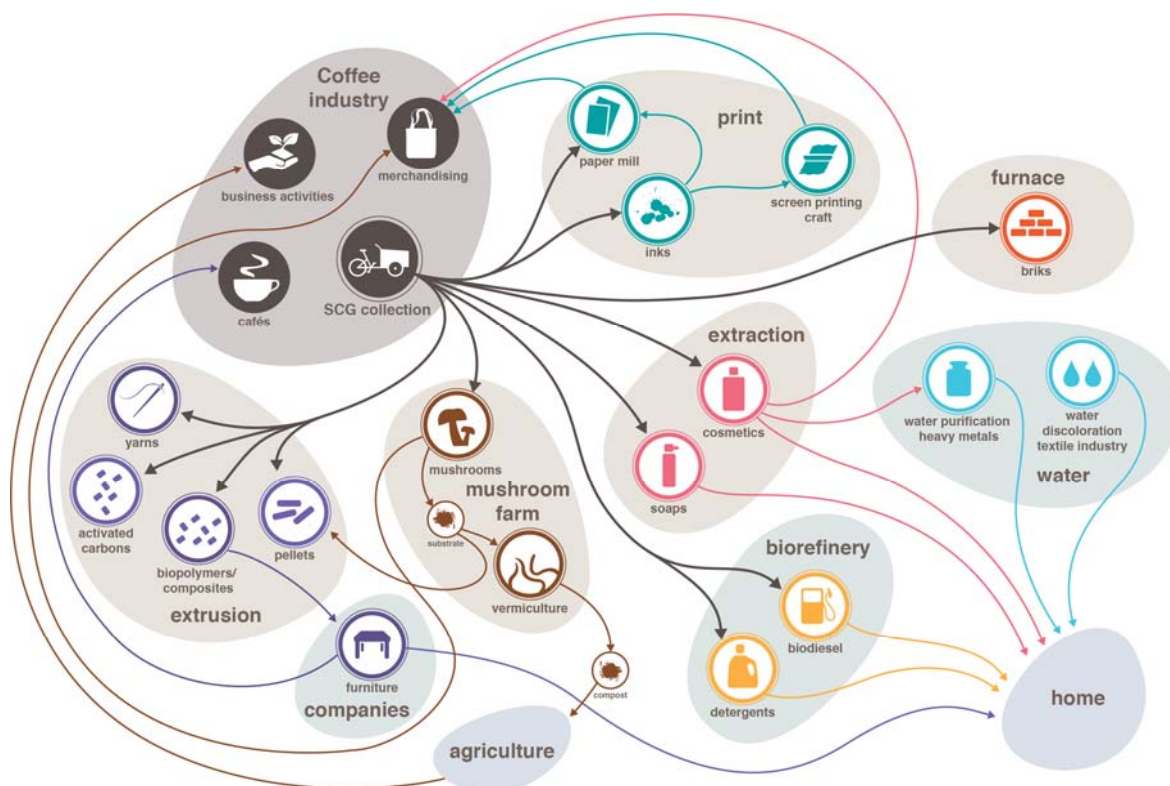 Coffee
industry
business activities
merchandising
cafés
SCG collection
print
paper mill
inks
screen printing
craft
furnace
briks
extraction
cosmetics
soaps
water purification
heavy metals
water
discoloration
textile industry
water
yarns
activated
carbons
biopolymers/
composites
pellets
extrusion
mushrooms
mushroom
farm
substrate
vermiculture
compost
furniture
companies
agriculture
biorefinery
biodiesel
detergents
home